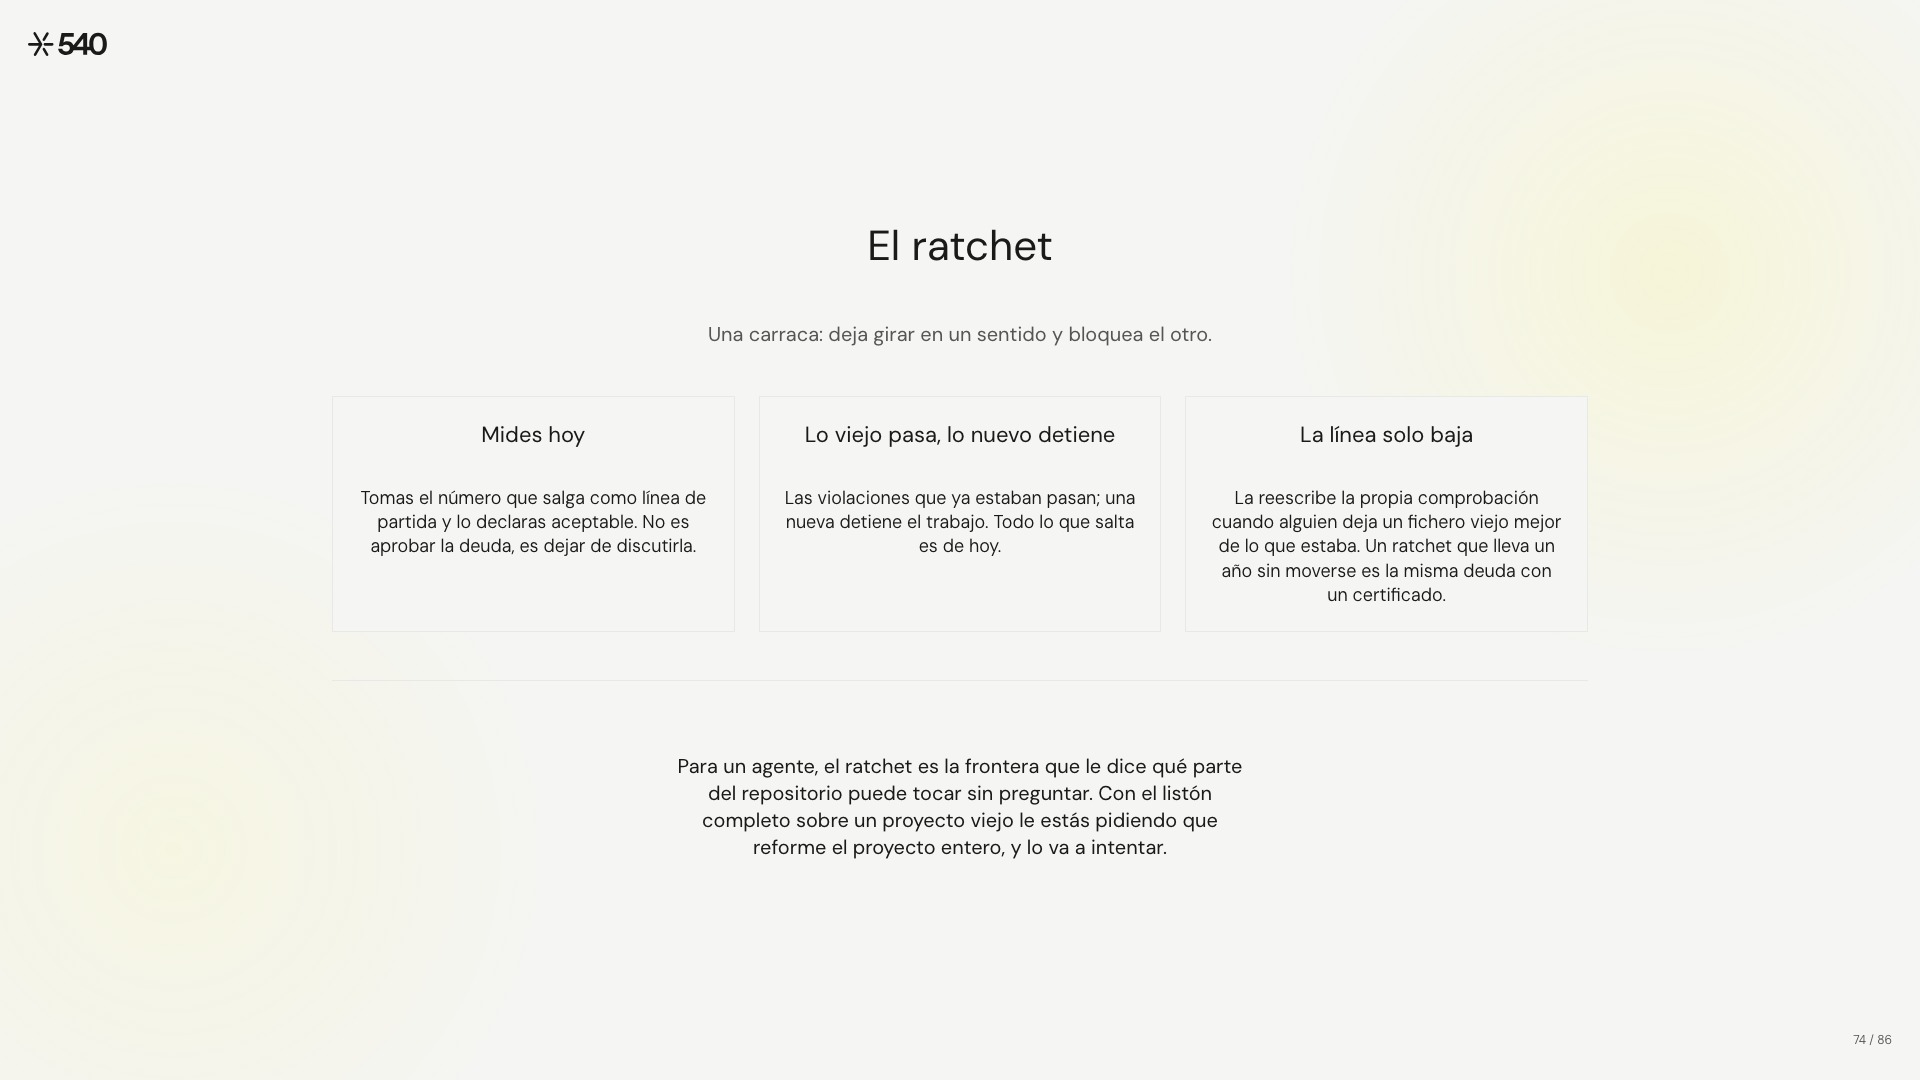 540
El ratchet
Una carraca: deja girar en un sentido y bloquea el otro.
Mides hoy
Tomas el número que salga como línea de
partida y lo declaras aceptable. No es
aprobar la deuda, es dejar de discutirla.
Lo viejo pasa, lo nuevo detiene
Las violaciones que ya estaban pasan; una
nueva detiene el trabajo. Todo lo que salta
es de hoy.
La línea solo baja
La reescribe la propia comprobación
cuando alguien deja un fichero viejo mejor
de lo que estaba. Un ratchet que lleva un
año sin moverse es la misma deuda con
un certificado.
Para un agente, el ratchet es la frontera que le dice qué parte
del repositorio puede tocar sin preguntar. Con el listón
completo sobre un proyecto viejo le estás pidiendo que
reforme el proyecto entero, y lo va a intentar.
74 / 86